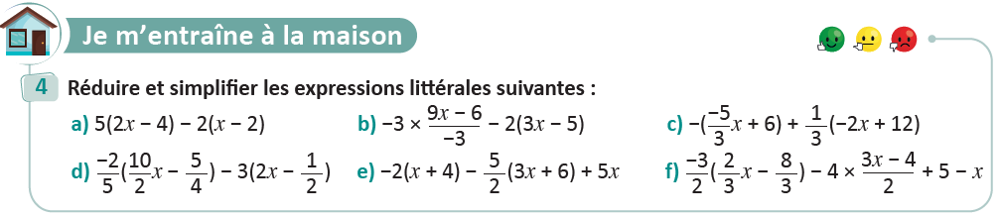 Je m'entraîne à la maison
4 Réduire et simplifier les expressions littérales suivantes :
a) 5(2x − 4) − 2(x − 2) b) −3 × (9x − 6)/(−3) − 2(3x − 5) c) −(−5/3 x + 6) + 1/3 (−2x + 12)
d) −2/5 (10/2 x − 5/4) − 3(2x − 1/2) e) −2(x + 4) − 5/2 (3x + 6) + 5x f) −3/2 (2/3 x − 8/3) − 4 × (3x − 4)/2 + 5 − x